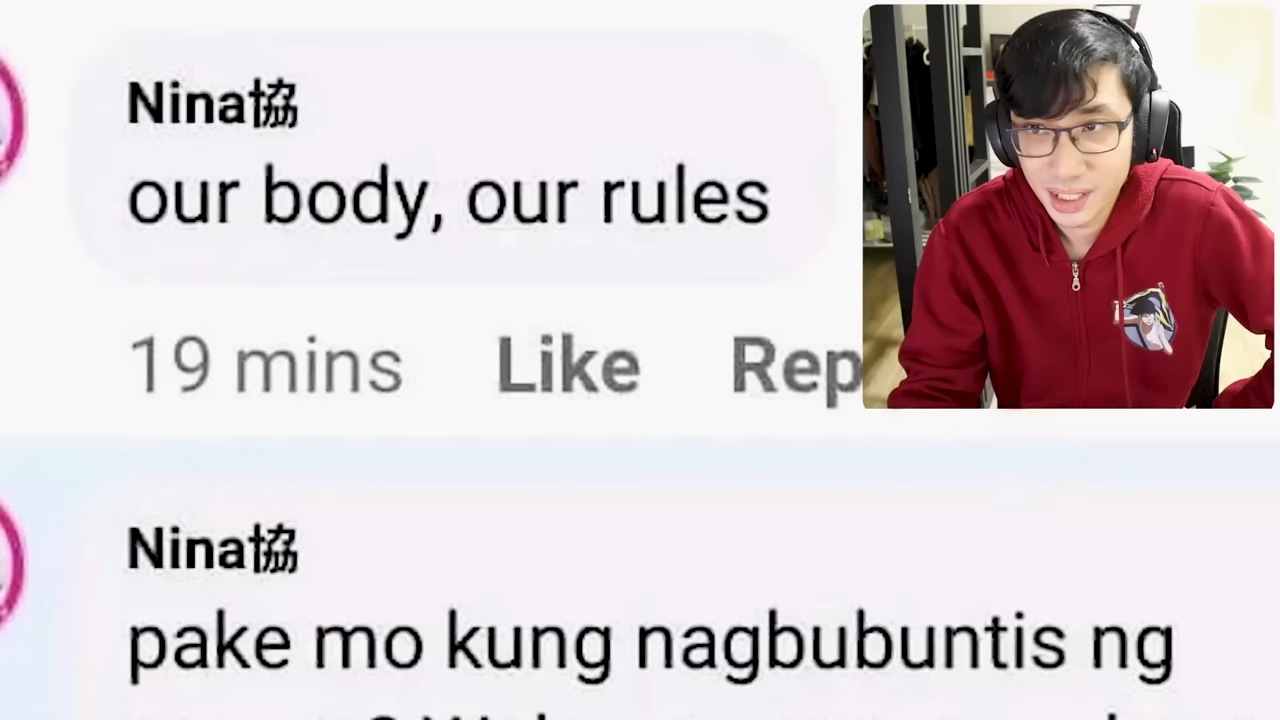 Nina協
our body, our rules
19 mins Like Rep
Nina協
pake mo kung nagbubuntis ng